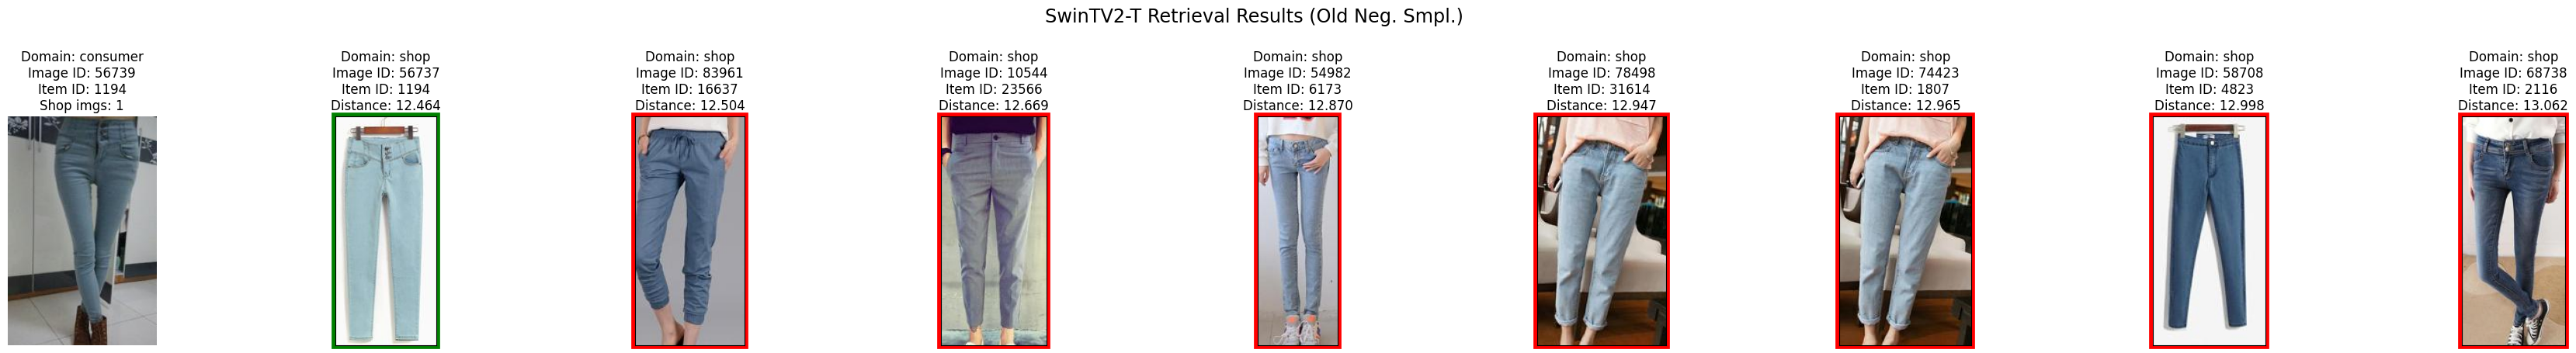 SwinTV2-T Retrieval Results (Old Neg. Smpl.)
Domain: consumer
Image ID: 56739
Item ID: 1194
Shop imgs: 1
Domain: shop
Image ID: 56737
Item ID: 1194
Distance: 12.464
Domain: shop
Image ID: 83961
Item ID: 16637
Distance: 12.504
Domain: shop
Image ID: 10544
Item ID: 23566
Distance: 12.669
Domain: shop
Image ID: 54982
Item ID: 6173
Distance: 12.870
Domain: shop
Image ID: 78498
Item ID: 31614
Distance: 12.947
Domain: shop
Image ID: 74423
Item ID: 1807
Distance: 12.965
Domain: shop
Image ID: 58708
Item ID: 4823
Distance: 12.998
Domain: shop
Image ID: 68738
Item ID: 2116
Distance: 13.062